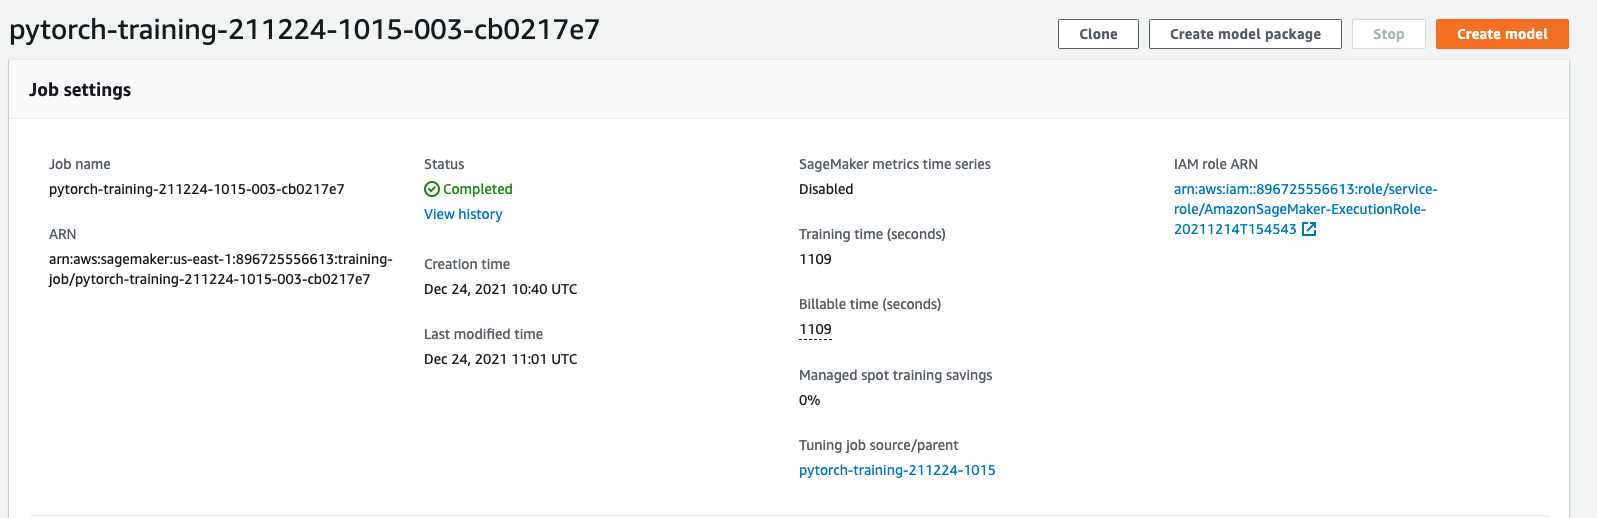 pytorch-training-211224-1015-003-cb0217e7
Clone
Create model package
Stop
Create model
Job settings
Job name
pytorch-training-211224-1015-003-cb0217e7
ARN
arn:aws:sagemaker:us-east-1:896725556613:training-
job/pytorch-training-211224-1015-003-cb0217e7
Status
Completed
View history
Creation time
Dec 24, 2021 10:40 UTC
Last modified time
Dec 24, 2021 11:01 UTC
SageMaker metrics time series
Disabled
Training time (seconds)
1109
Billable time (seconds)
1109
Managed spot training savings
0%
Tuning job source/parent
pytorch-training-211224-1015
IAM role ARN
arn:aws:iam::896725556613:role/service-
role/AmazonSageMaker-ExecutionRole-
20211214T154543